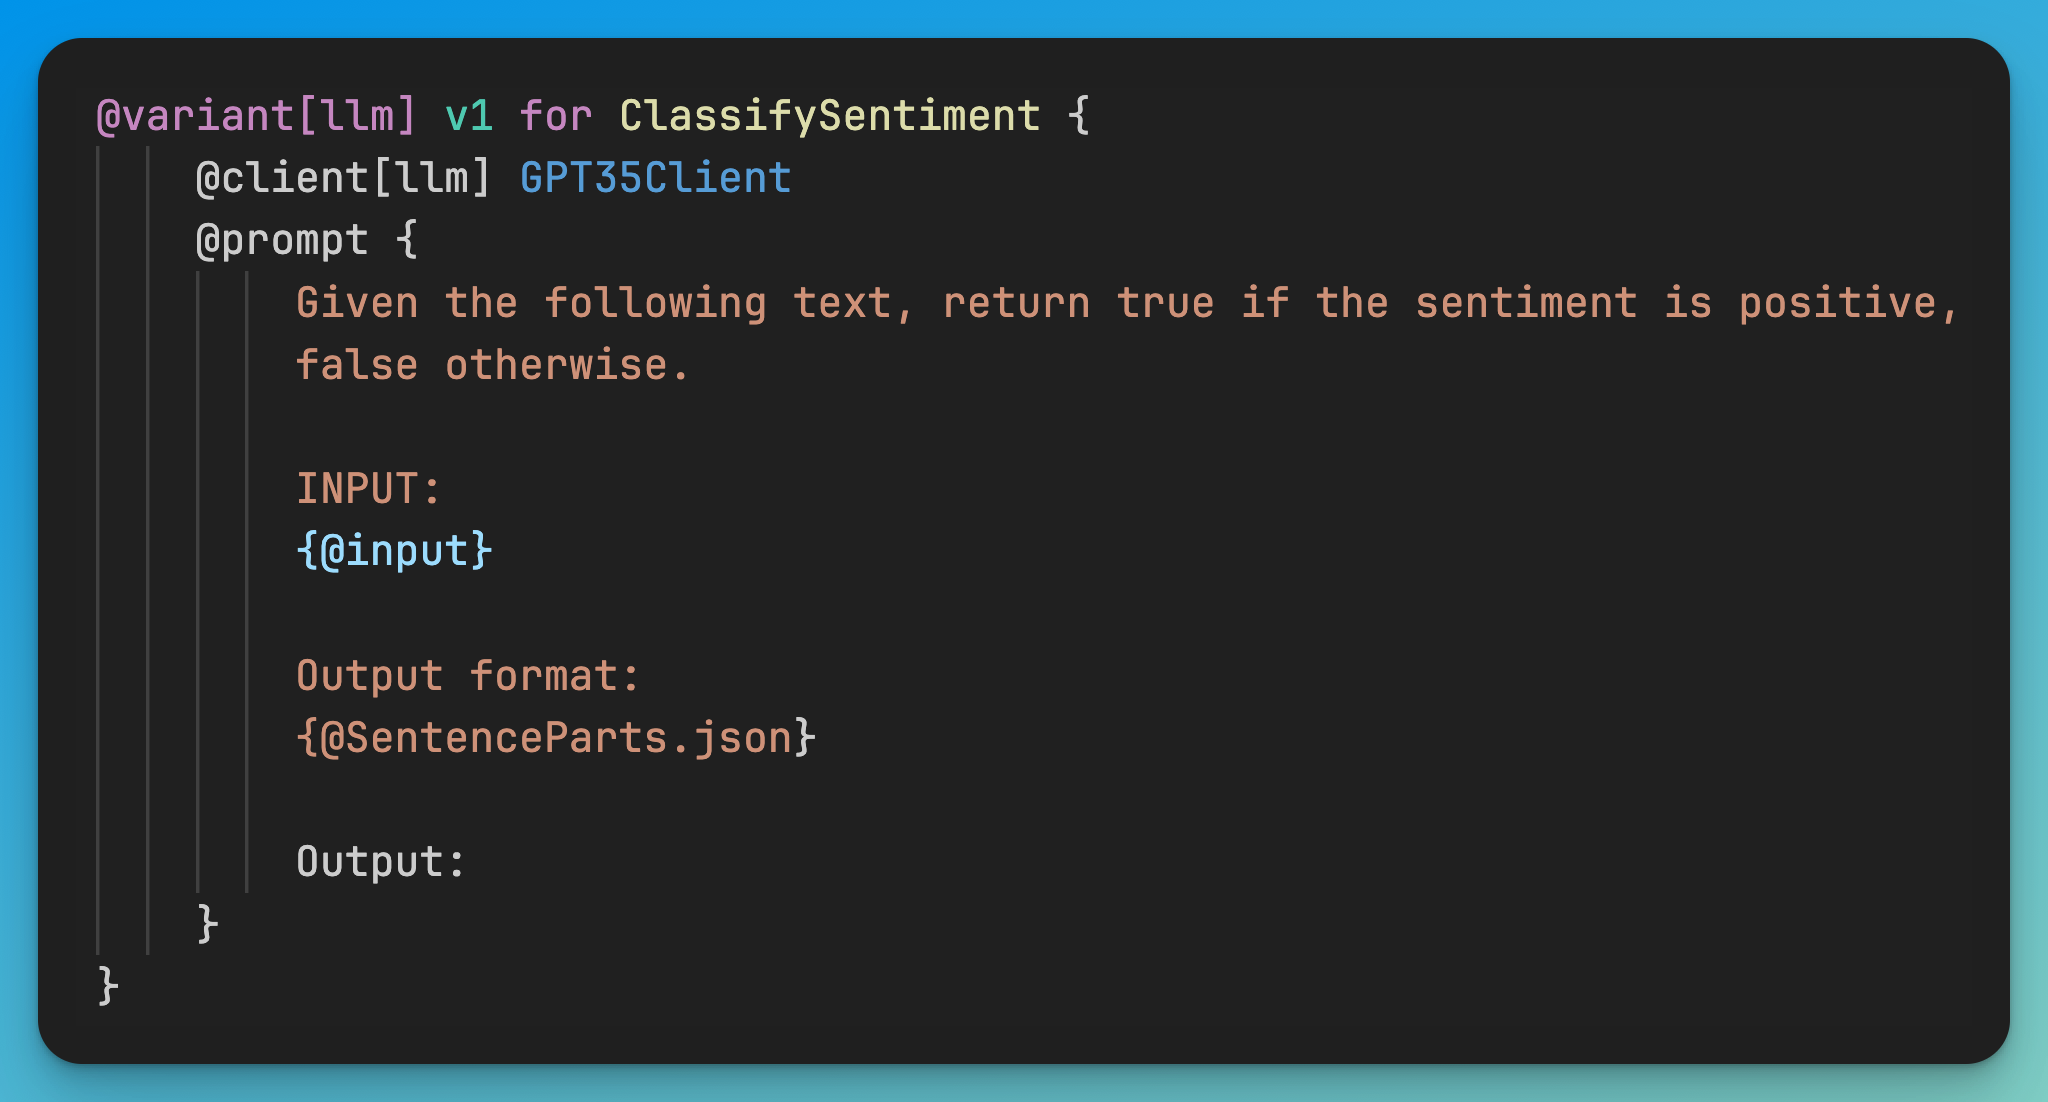 @variant[llm] v1 for ClassifySentiment {
@client[llm] GPT35Client
@prompt {
Given the following text, return true if the sentiment is positive,
false otherwise.
INPUT:
{@input}
Output format:
{@SentenceParts.json}
Output:
}
}